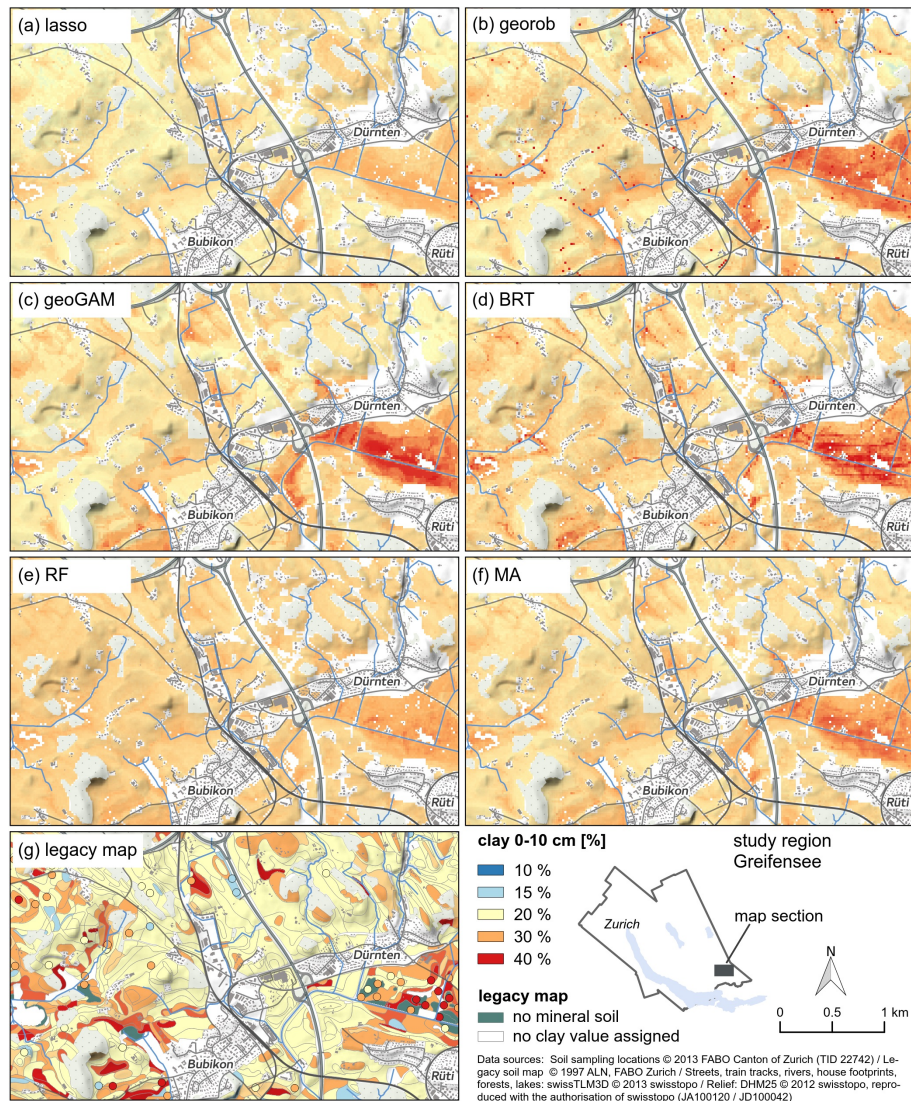 (a) lasso
Dürnten
Bubikon
Rüti
(b) georob
Dürnten
Bubikon
Rüti
(c) geoGAM
Dürnten
Bubikon
Rüti
(d) BRT
Dürnten
Bubikon
Rüti
(e) RF
Dürnten
Bubikon
Rüti
(f) MA
Dürnten
Bubikon
Rüti
(g) legacy map
Dürnten
Bubikon
Rüti
clay 0-10 cm [%]
10 %
15 %
20 %
30 %
40 %
legacy map
no mineral soil
no clay value assigned
study region
Greifensee
Zurich
map section
N
0 0.5 1 km
Data sources: Soil sampling locations © 2013 FABO Canton of Zurich (TID 22742) / Le-
gacy soil map © 1997 ALN, FABO Zurich / Streets, train tracks, rivers, house footprints,
forests, lakes: swissTLM3D © 2013 swisstopo / Relief: DHM25 © 2012 swisstopo, repro-
duced with the authorisation of swisstopo (JA100120 / JD100042)